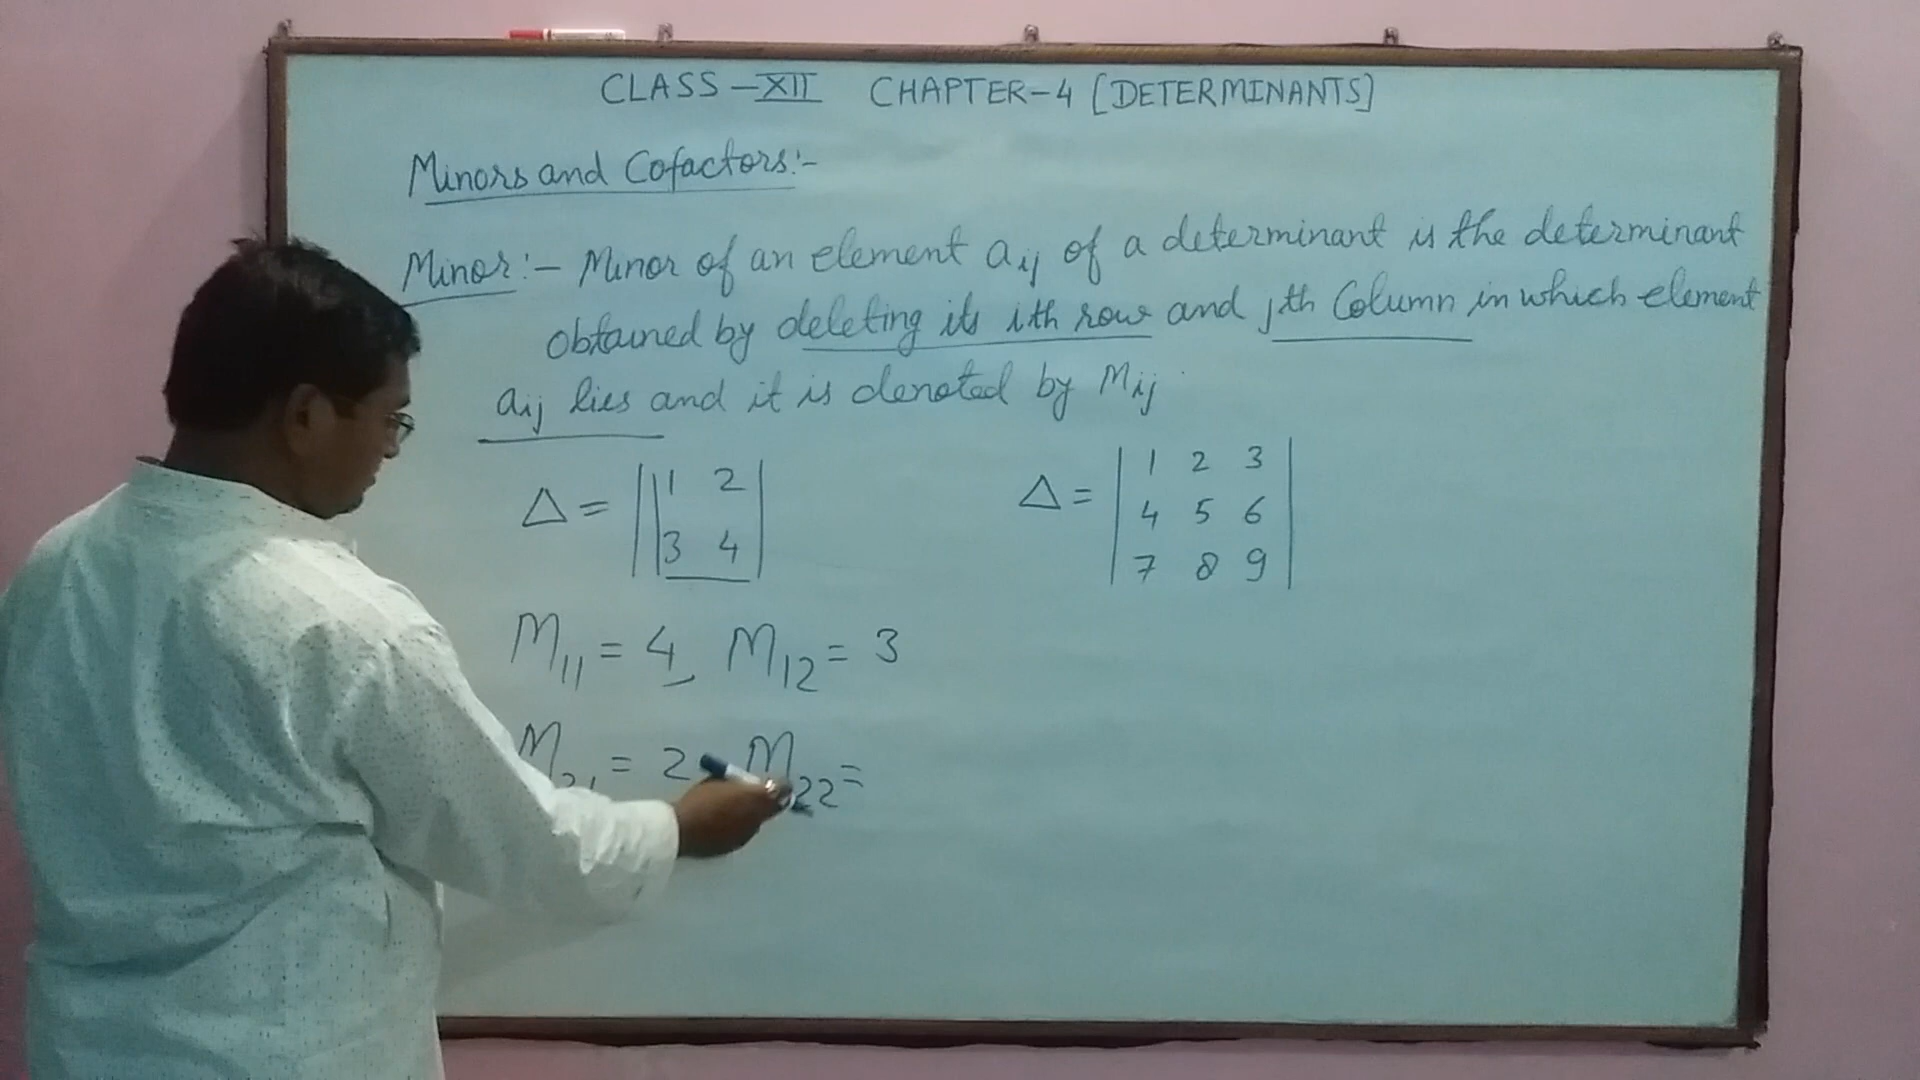 CLASS - XII CHAPTER-4 [DETERMINANTS]
Minors and Cofactors:-
Minor:- Minor of an element aij of a determinant is the determinant
obtained by deleting its ith row and jth Column in which element
aij lies and it is denoted by Mij
Δ = | 1 2 |
| 3 4 |
Δ = | 1 2 3 |
| 4 5 6 |
| 7 8 9 |
M11 = 4, M12 = 3
M21 = 2, M22 =